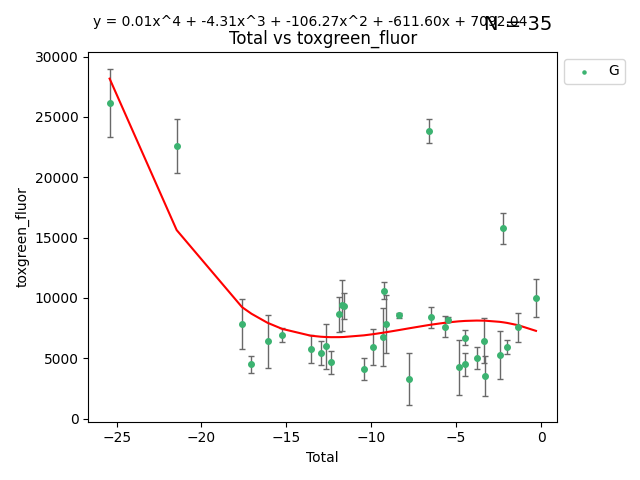 y = 0.01x^4 + -4.31x^3 + -106.27x^2 + -611.60x + 7092.04
N = 35
Total vs toxgreen_fluor
G
30000
25000
20000
15000
10000
5000
0
toxgreen_fluor
−25 −20 −15 −10 −5 0
Total